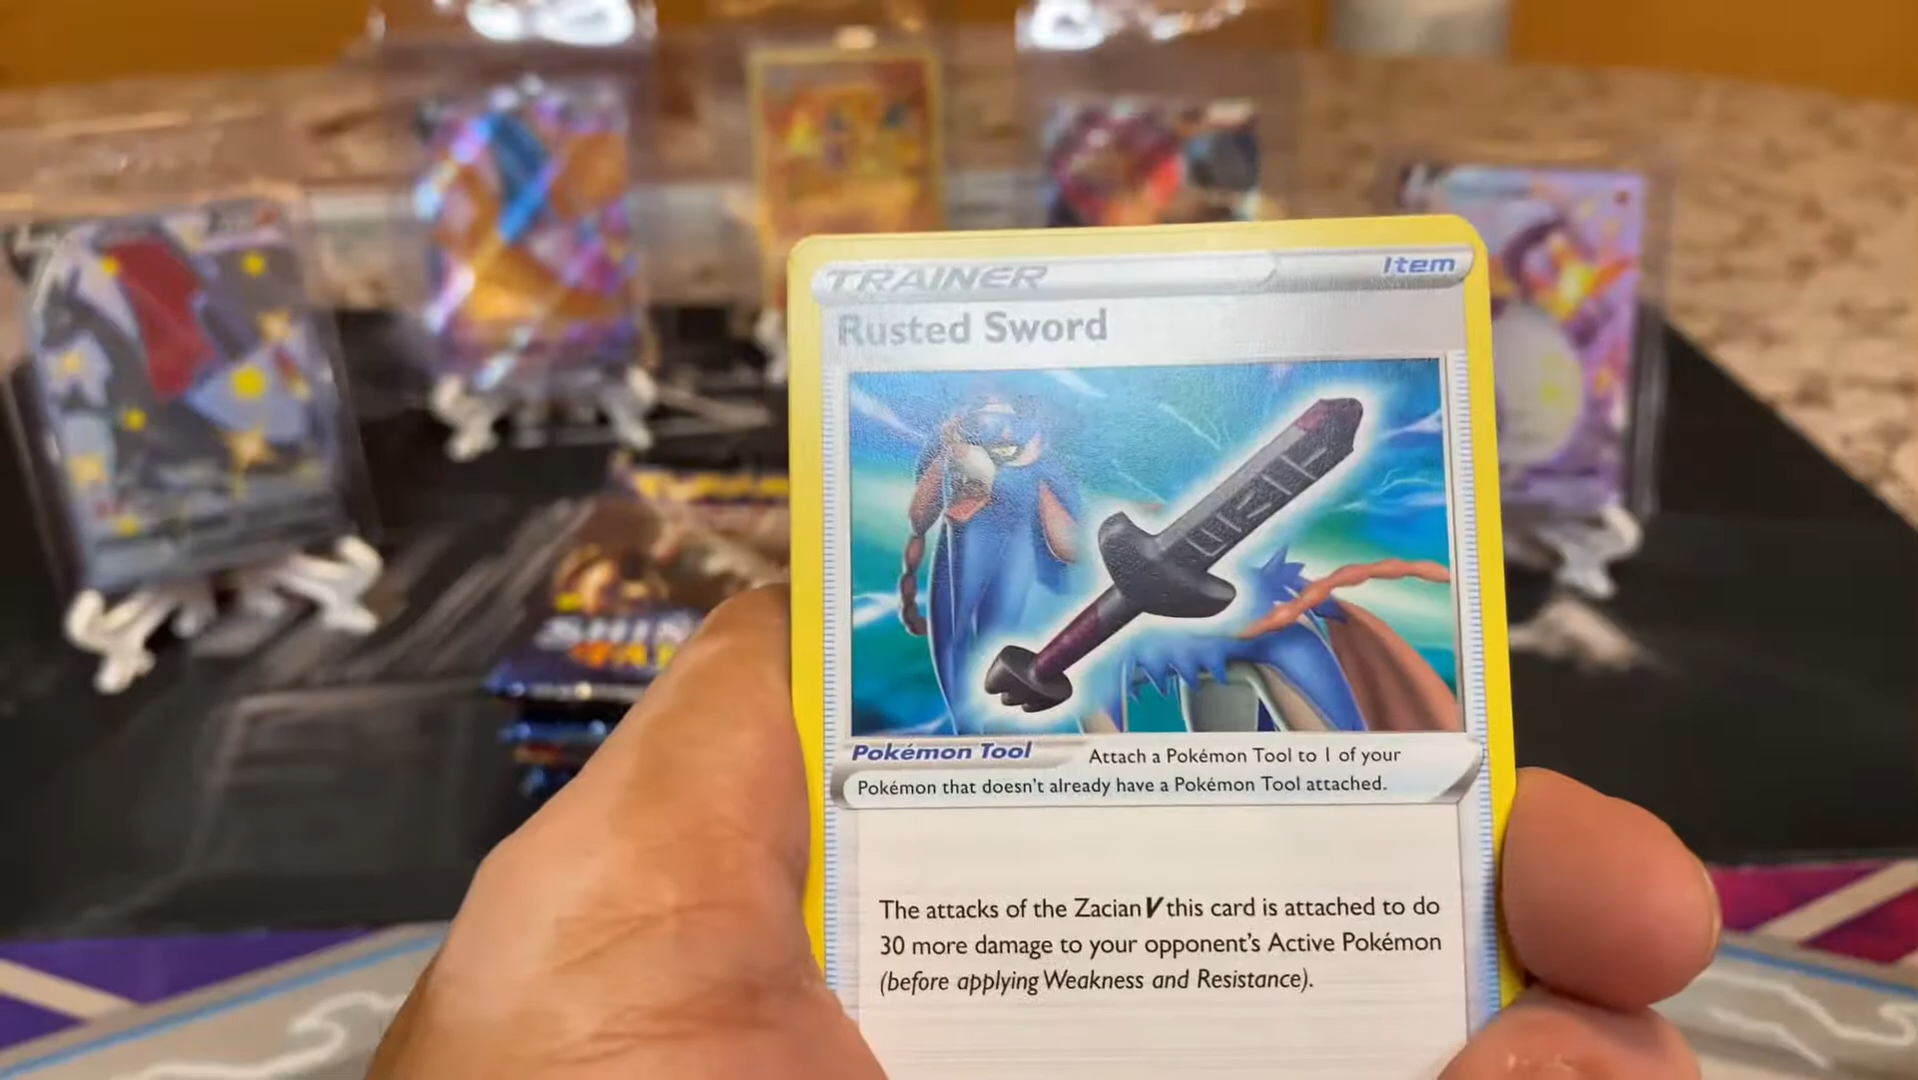 TRAINER
Item
Rusted Sword
Pokémon Tool
Attach a Pokémon Tool to 1 of your
Pokémon that doesn't already have a Pokémon Tool attached.
The attacks of the Zacian V this card is attached to do
30 more damage to your opponent's Active Pokémon
(before applying Weakness and Resistance).